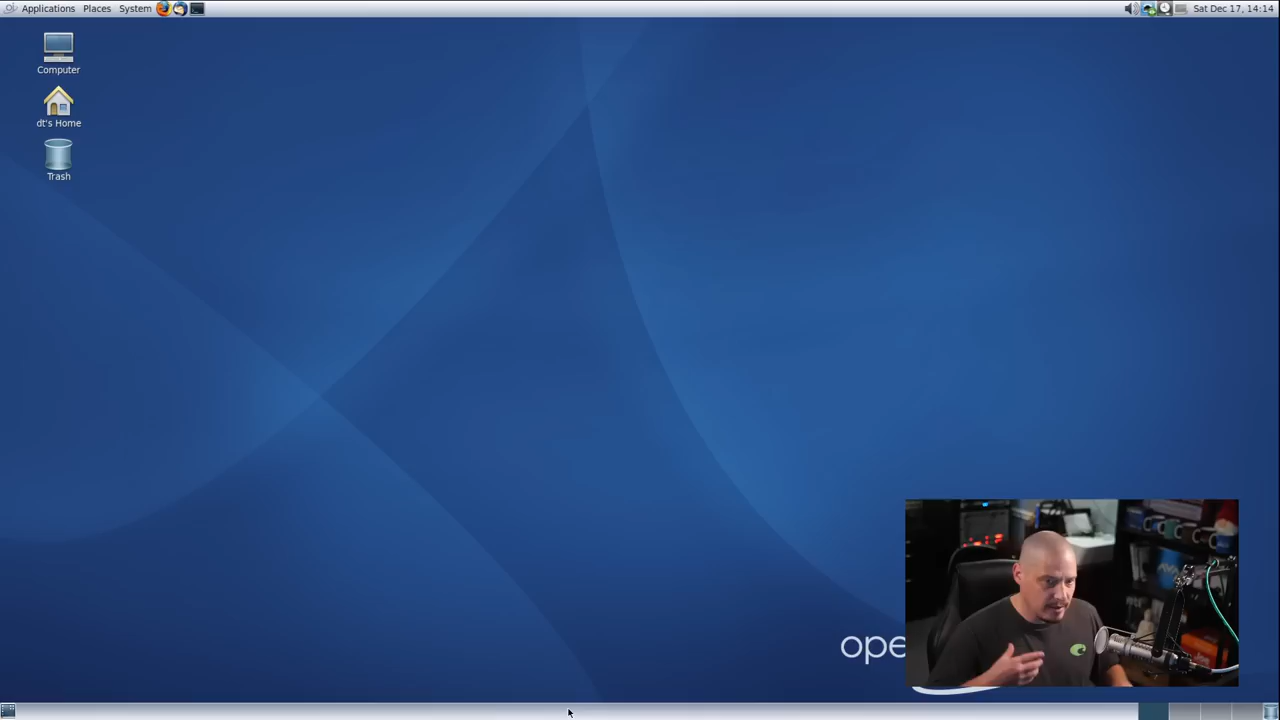 Applications Places System
Sat Dec 17, 14:14
Computer
dt's Home
Trash
ope